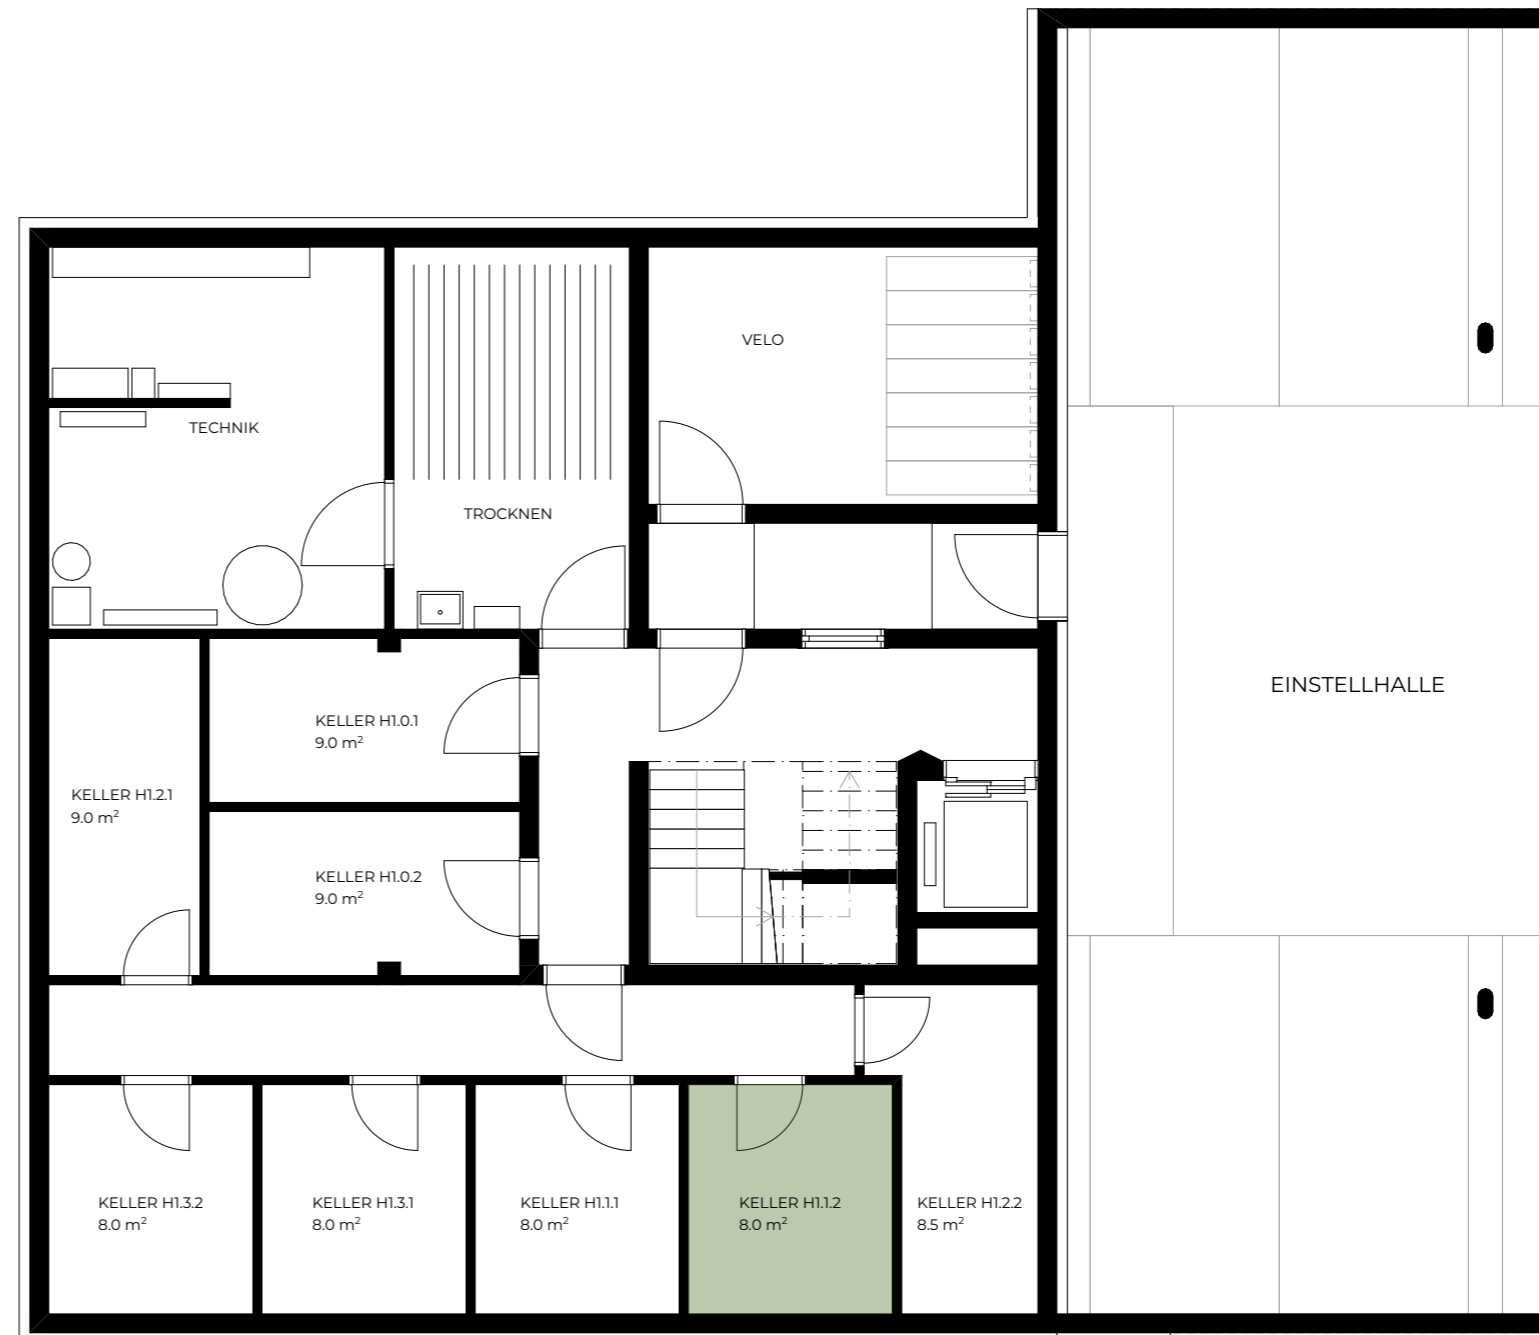 VELO
TECHNIK
TROCKNEN
EINSTELLHALLE
KELLER H1.0.1
9.0 m²
KELLER H1.2.1
9.0 m²
KELLER H1.0.2
9.0 m²
KELLER H1.3.2
8.0 m²
KELLER H1.3.1
8.0 m²
KELLER H1.1.1
8.0 m²
KELLER H1.1.2
8.0 m²
KELLER H1.2.2
8.5 m²